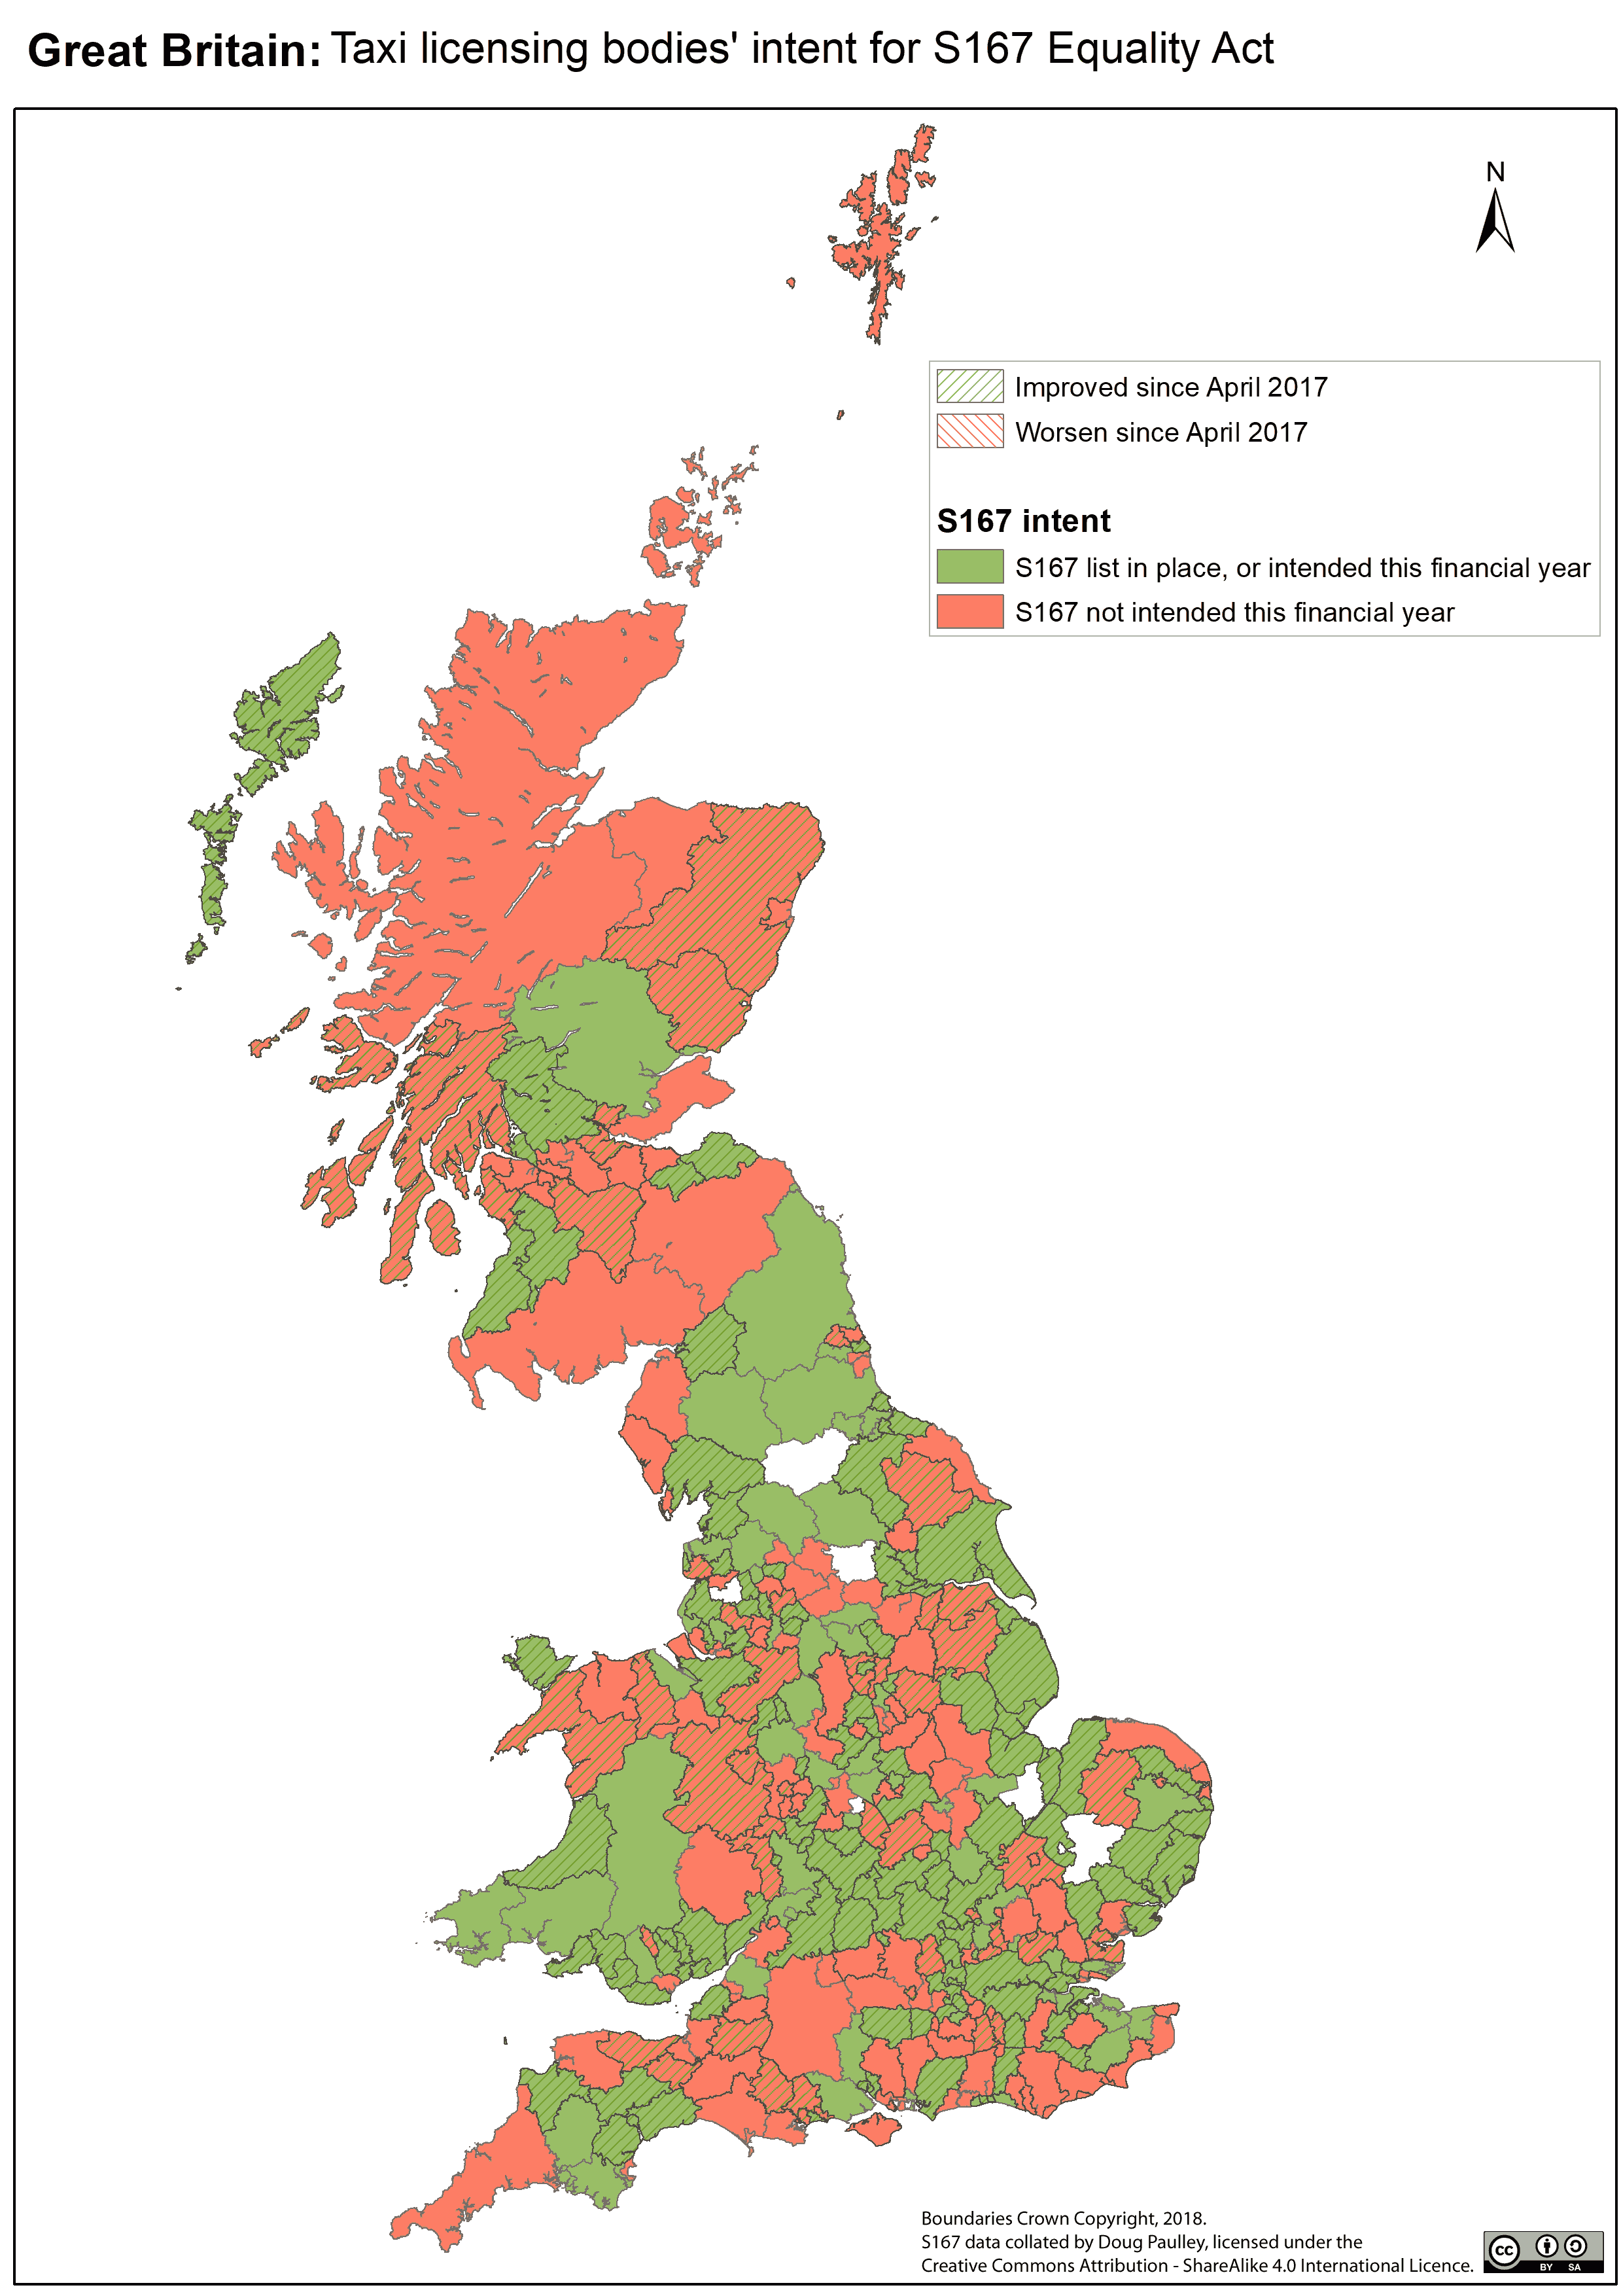 Great Britain: Taxi licensing bodies' intent for S167 Equality Act
N
Improved since April 2017
Worsen since April 2017
S167 intent
S167 list in place, or intended this financial year
S167 not intended this financial year
Boundaries Crown Copyright, 2018.
S167 data collated by Doug Paulley, licensed under the
Creative Commons Attribution - ShareAlike 4.0 International Licence.
cc
BY SA